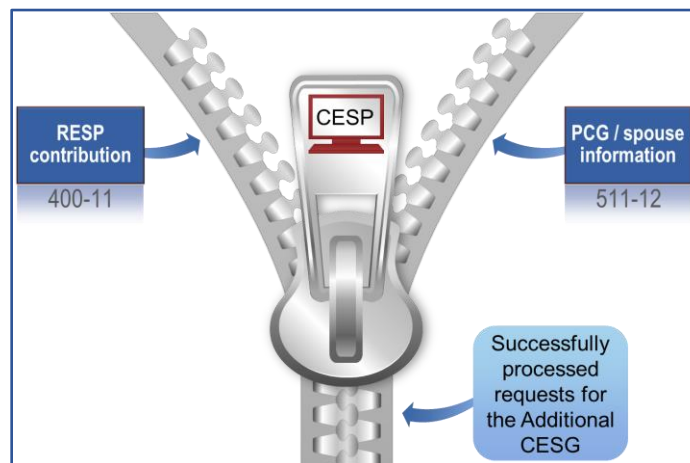 CESP
RESP
contribution
400-11
PCG / spouse
information
511-12
Successfully
processed
requests for
the Additional
CESG